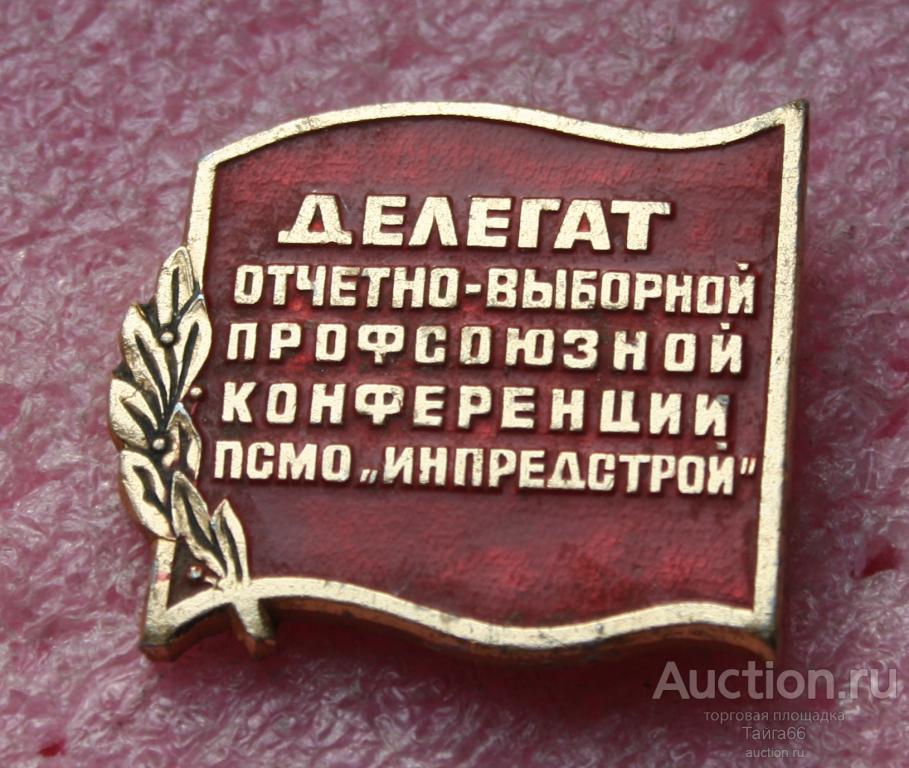 ДЕЛЕГАТ
ОТЧЕТНО-ВЫБОРНОЙ
ПРОФСОЮЗНОЙ
КОНФЕРЕНЦИИ
ПСМО „ИНПРЕДСТРОЙ"
Auction.ru
торговая площадка
Тайга66
auction.ru